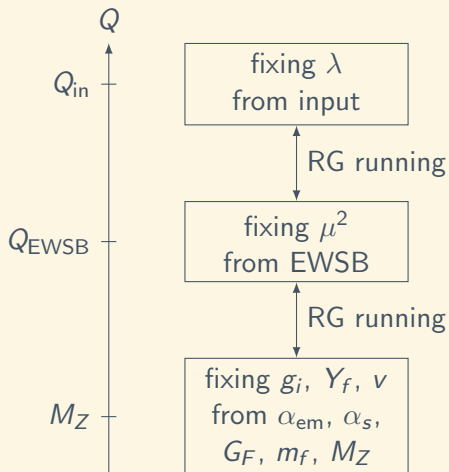 Q
Q_in
fixing λ
from input
RG running
Q_EWSB
fixing μ²
from EWSB
RG running
M_Z
fixing g_i, Y_f, v
from α_em, α_s,
G_F, m_f, M_Z